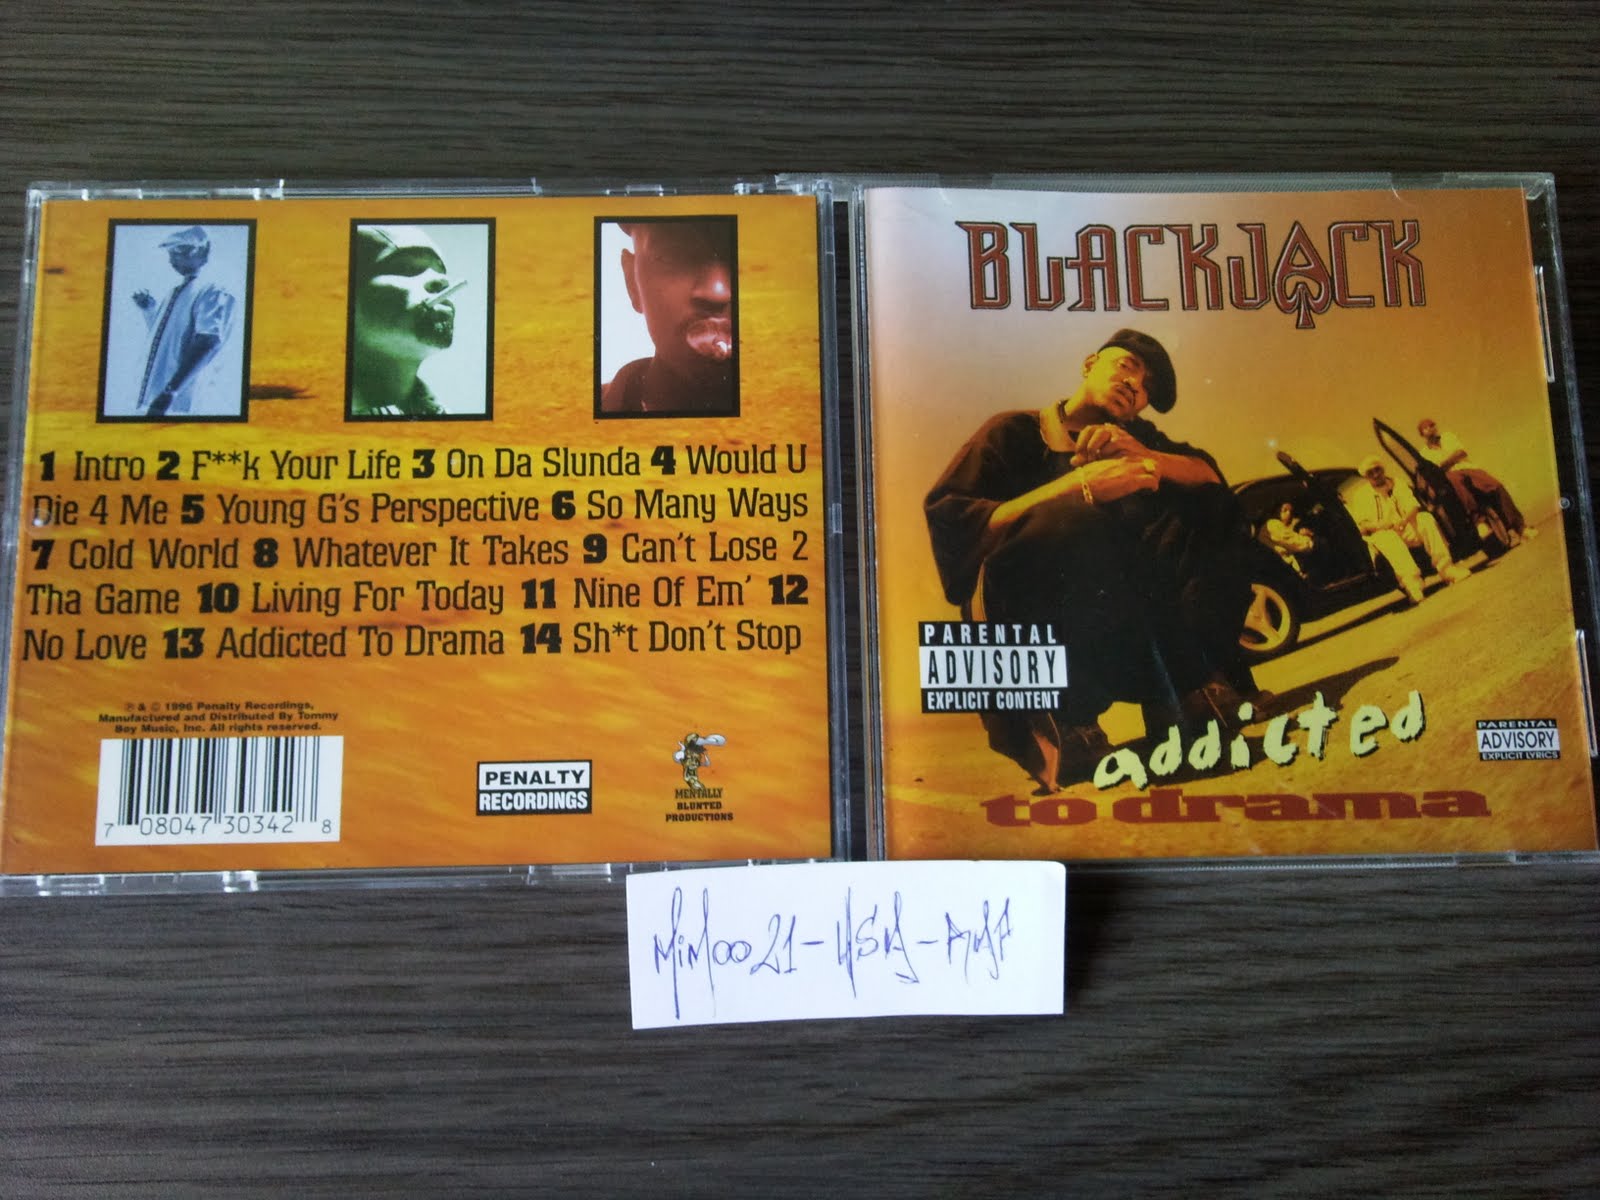 1 Intro 2 F**k Your Life 3 On Da Slunda 4 Would U
Die 4 Me 5 Young G's Perspective 6 So Many Ways
7 Cold World 8 Whatever It Takes 9 Can't Lose 2
Tha Game 10 Living For Today 11 Nine Of Em' 12
No Love 13 Addicted To Drama 14 Sh*t Don't Stop
℗ & © 1996 Penalty Recordings,
Manufactured and Distributed By Tommy
Boy Music, Inc. All rights reserved.
7 08047 30342 8
PENALTY
RECORDINGS
MENTALLY
BLUNTED
PRODUCTIONS
BLACKJACK
PARENTAL
ADVISORY
EXPLICIT CONTENT
addicted
to drama
PARENTAL
ADVISORY
EXPLICIT LYRICS
MiMoo21-USA-